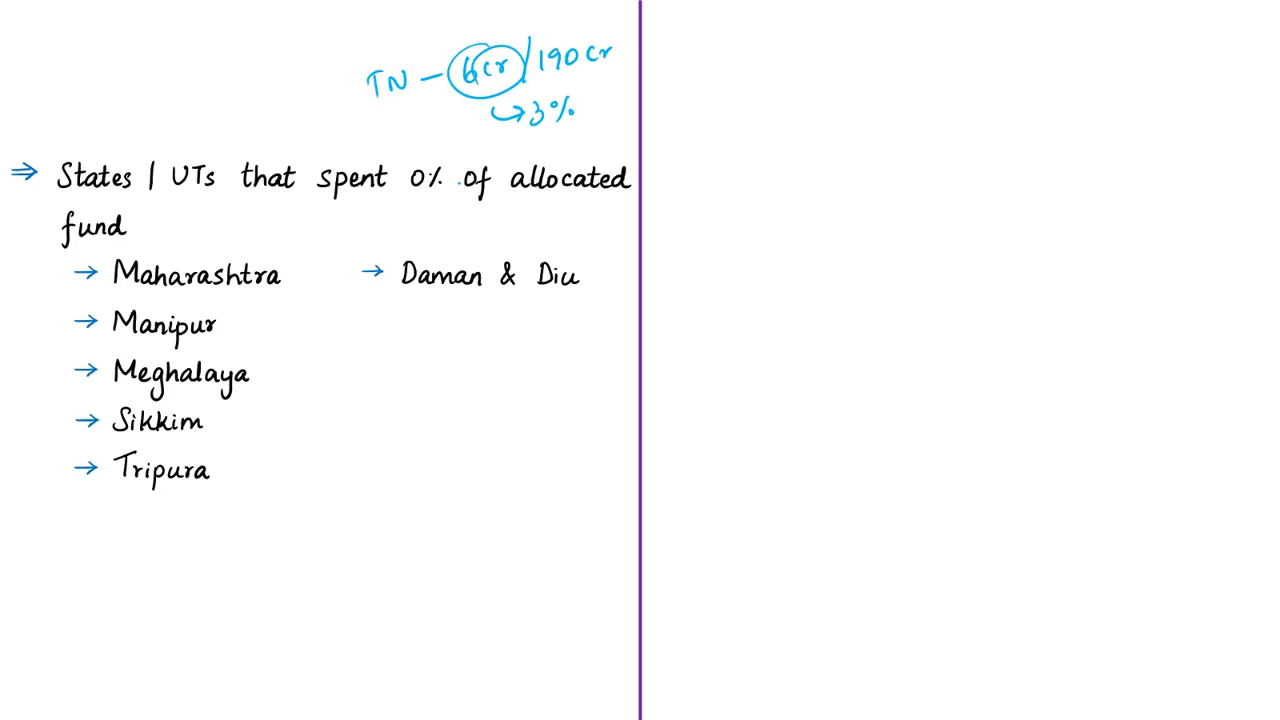 TN – 6cr/190cr
↳ 3%
⇒ States | UTs that spent 0% of allocated
fund
→ Maharashtra → Daman & Diu
→ Manipur
→ Meghalaya
→ Sikkim
→ Tripura